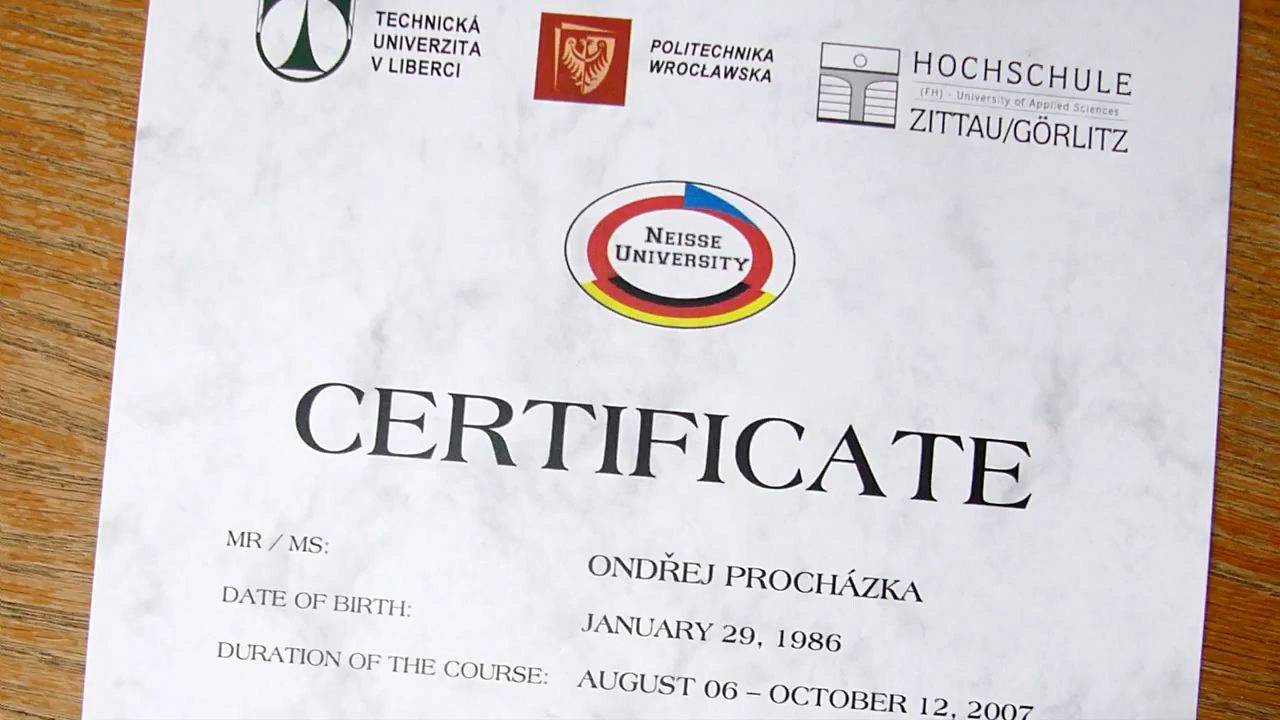 TECHNICKÁ
UNIVERZITA
V LIBERCI
POLITECHNIKA
WROCŁAWSKA
HOCHSCHULE
(FH) - University of Applied Sciences
ZITTAU/GÖRLITZ
NEISSE
UNIVERSITY
CERTIFICATE
MR / MS: ONDŘEJ PROCHÁZKA
DATE OF BIRTH: JANUARY 29, 1986
DURATION OF THE COURSE: AUGUST 06 – OCTOBER 12, 2007